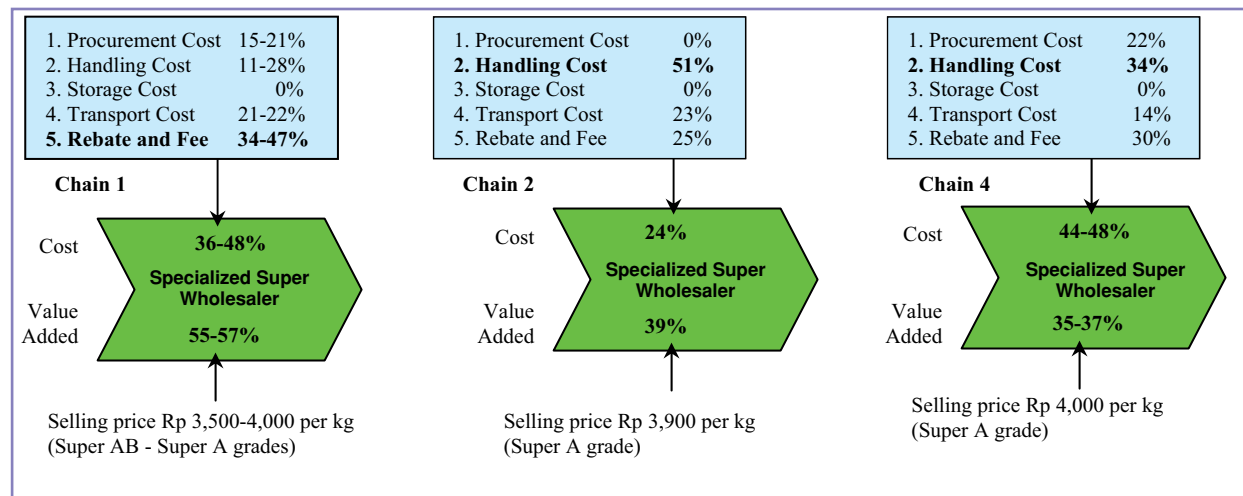 1. Procurement Cost 15-21%
2. Handling Cost 11-28%
3. Storage Cost 0%
4. Transport Cost 21-22%
5. Rebate and Fee 34-47%
Chain 1
Cost
36-48%
Specialized Super
Wholesaler
Value
Added
55-57%
Selling price Rp 3,500-4,000 per kg
(Super AB - Super A grades)
1. Procurement Cost 0%
2. Handling Cost 51%
3. Storage Cost 0%
4. Transport Cost 23%
5. Rebate and Fee 25%
Chain 2
Cost
24%
Specialized Super
Wholesaler
Value
Added
39%
Selling price Rp 3,900 per kg
(Super A grade)
1. Procurement Cost 22%
2. Handling Cost 34%
3. Storage Cost 0%
4. Transport Cost 14%
5. Rebate and Fee 30%
Chain 4
Cost
44-48%
Specialized Super
Wholesaler
Value
Added
35-37%
Selling price Rp 4,000 per kg
(Super A grade)